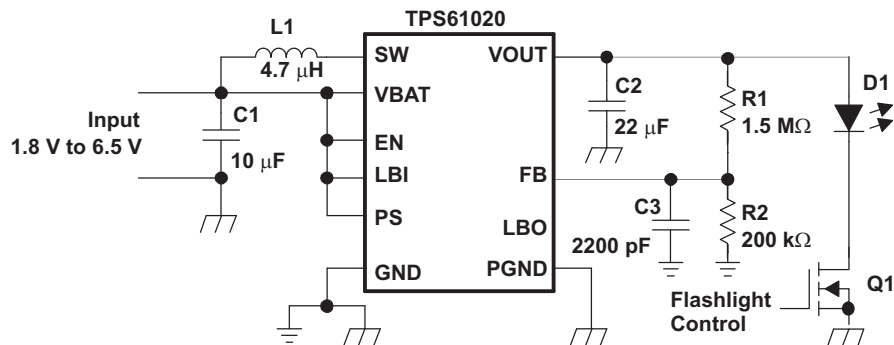 TPS61020
L1
4.7 μH
SW
VOUT
VBAT
C1
10 μF
Input
1.8 V to 6.5 V
EN
LBI
PS
GND
FB
LBO
PGND
C2
22 μF
R1
1.5 MΩ
D1
C3
2200 pF
R2
200 kΩ
Q1
Flashlight
Control